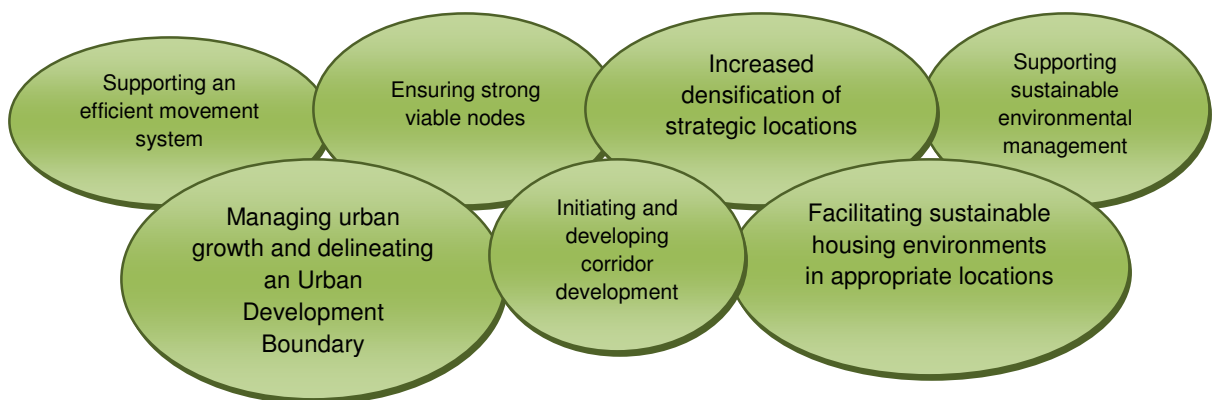 Supporting an
efficient movement
system
Ensuring strong
viable nodes
Increased
densification of
strategic locations
Supporting
sustainable
environmental
management
Managing urban
growth and delineating
an Urban
Development
Boundary
Initiating and
developing
corridor
development
Facilitating sustainable
housing environments
in appropriate locations